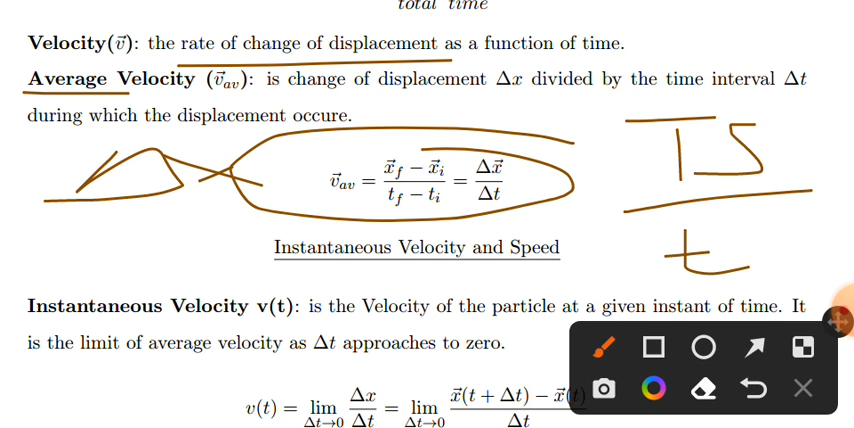 total time
Velocity(v⃗): the rate of change of displacement as a function of time.
Average Velocity (v⃗av): is change of displacement Δx divided by the time interval Δt
during which the displacement occure.
v⃗av = (x⃗f − x⃗i)/(tf − ti) = Δx⃗/Δt
TS
t
Instantaneous Velocity and Speed
Instantaneous Velocity v(t): is the Velocity of the particle at a given instant of time. It
is the limit of average velocity as Δt approaches to zero.
v(t) = lim Δt→0 Δx/Δt = lim Δt→0 (x⃗(t + Δt) − x⃗(t))/Δt